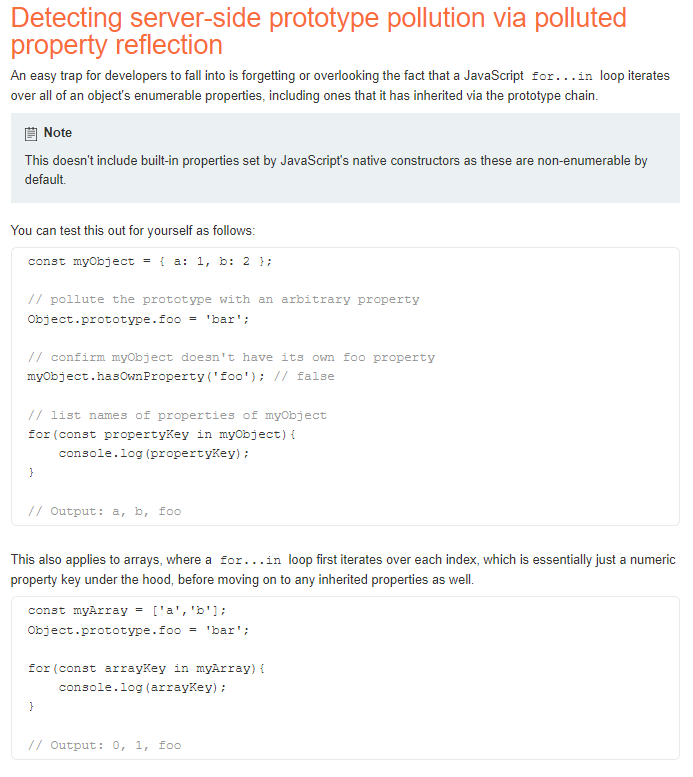 Detecting server-side prototype pollution via polluted
property reflection
An easy trap for developers to fall into is forgetting or overlooking the fact that a JavaScript for...in loop iterates
over all of an object's enumerable properties, including ones that it has inherited via the prototype chain.
Note
This doesn't include built-in properties set by JavaScript's native constructors as these are non-enumerable by
default.
You can test this out for yourself as follows:
const myObject = { a: 1, b: 2 };
// pollute the prototype with an arbitrary property
Object.prototype.foo = 'bar';
// confirm myObject doesn't have its own foo property
myObject.hasOwnProperty('foo'); // false
// list names of properties of myObject
for(const propertyKey in myObject){
    console.log(propertyKey);
}
// Output: a, b, foo
This also applies to arrays, where a for...in loop first iterates over each index, which is essentially just a numeric
property key under the hood, before moving on to any inherited properties as well.
const myArray = ['a','b'];
Object.prototype.foo = 'bar';
for(const arrayKey in myArray){
    console.log(arrayKey);
}
// Output: 0, 1, foo